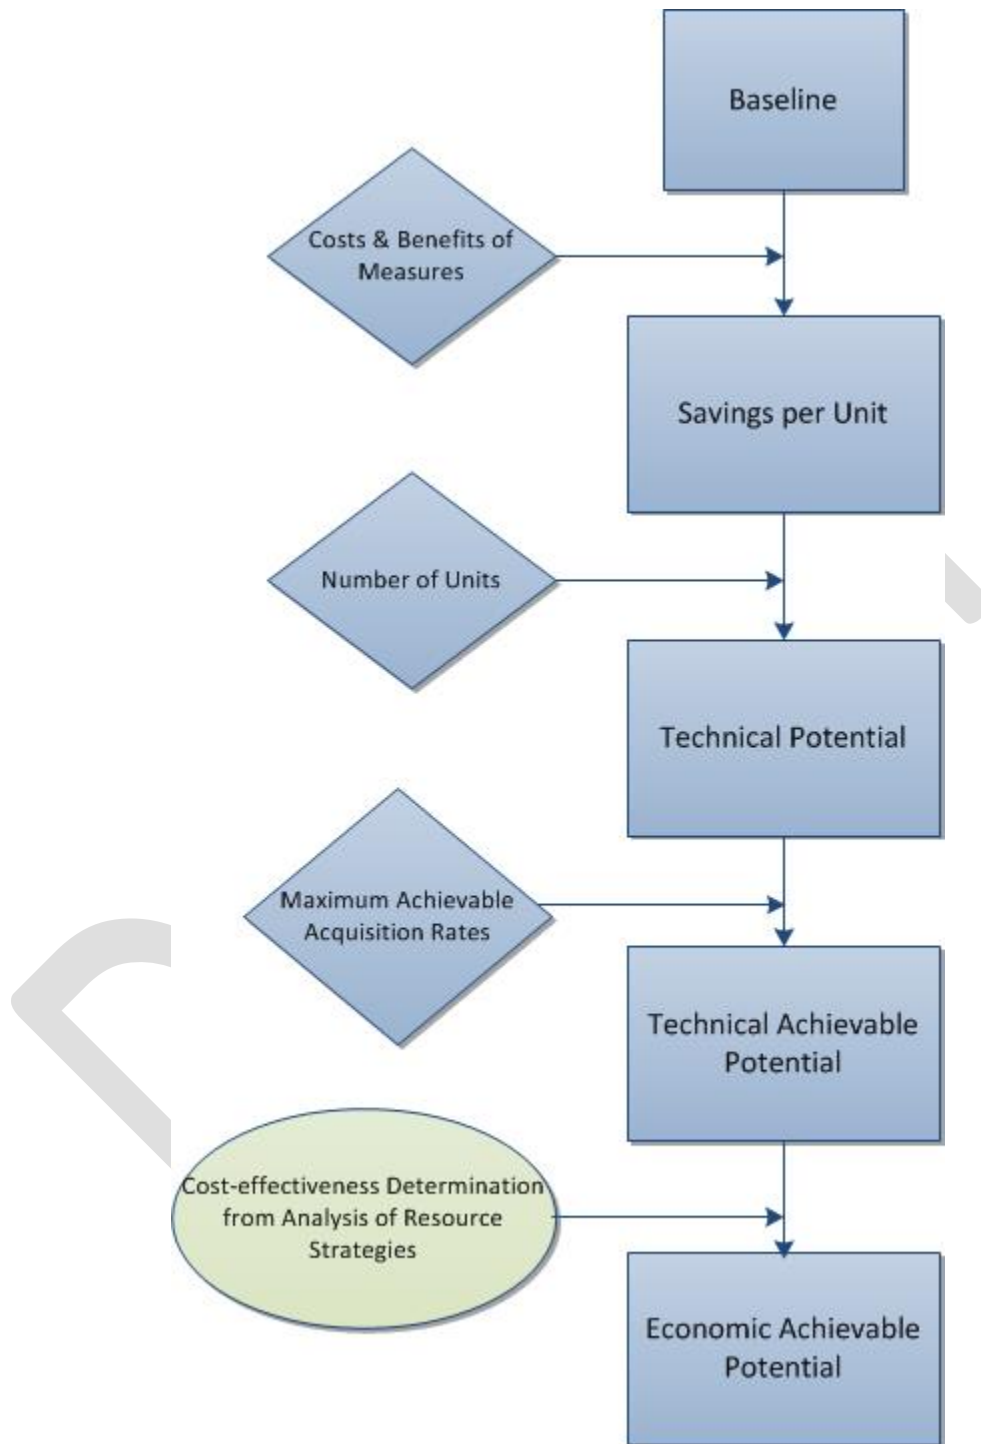 Baseline
Costs & Benefits of
Measures
Savings per Unit
Number of Units
Technical Potential
Maximum Achievable
Acquisition Rates
Technical Achievable
Potential
Cost-effectiveness Determination
from Analysis of Resource
Strategies
Economic Achievable
Potential